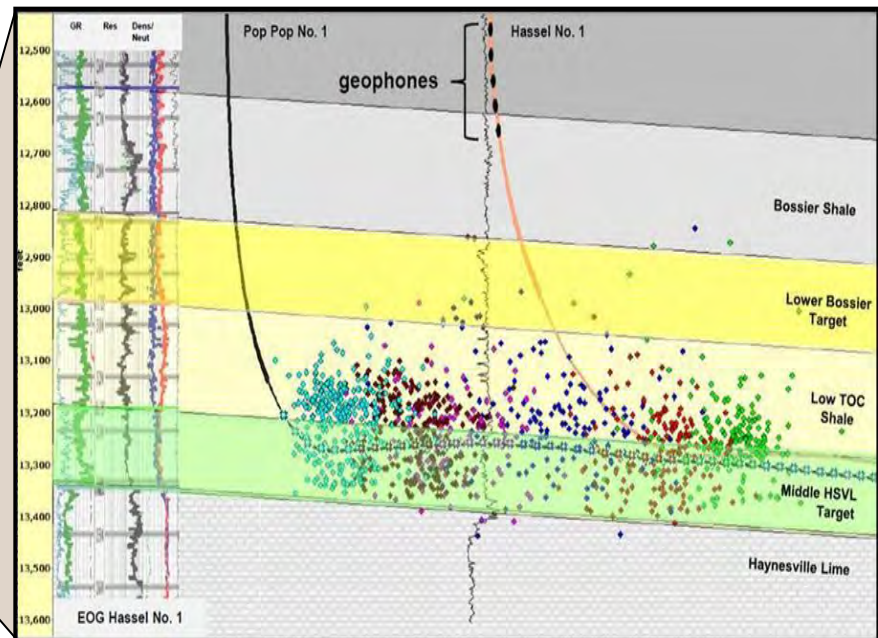 GR Res Dens/
Neut
Pop Pop No. 1
Hassel No. 1
geophones
12,500
12,600
12,700
12,800
12,900
13,000
13,100
13,200
13,300
13,400
13,500
13,600
feet
Bossier Shale
Lower Bossier
Target
Low TOC
Shale
Middle HSVL
Target
Haynesville Lime
EOG Hassel No. 1